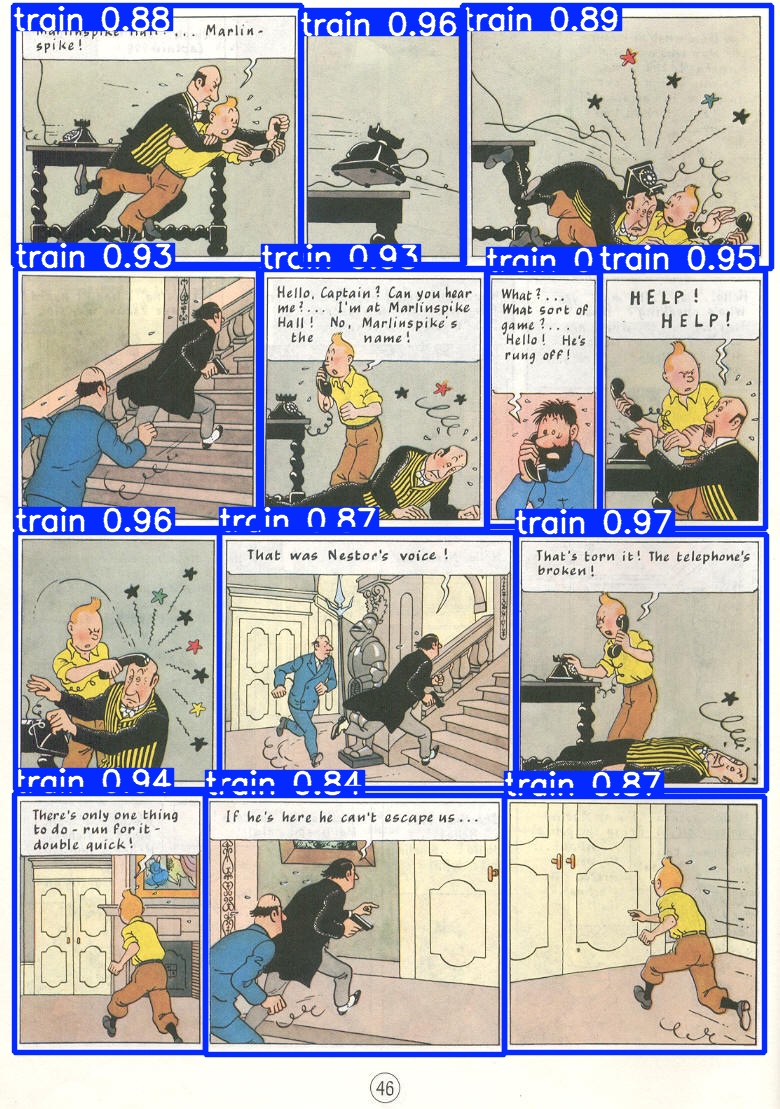 train 0.88
train 0.96
train 0.89
Marlinspike Hall? ... Marlin-
spike!
train 0.93
train 0.93
train 0
train 0.95
Hello, Captain? Can you hear
me?... I'm at Marlinspike
Hall! No, Marlinspike's
the name!
What?...
What sort of
game?....
Hello! He's
rung off!
HELP!
HELP!
train 0.96
train 0.87
train 0.97
That was Nestor's voice!
That's torn it! The telephone's
broken!
train 0.94
train 0.84
train 0.87
There's only one thing
to do - run for it -
double quick!
If he's here he can't escape us...
46